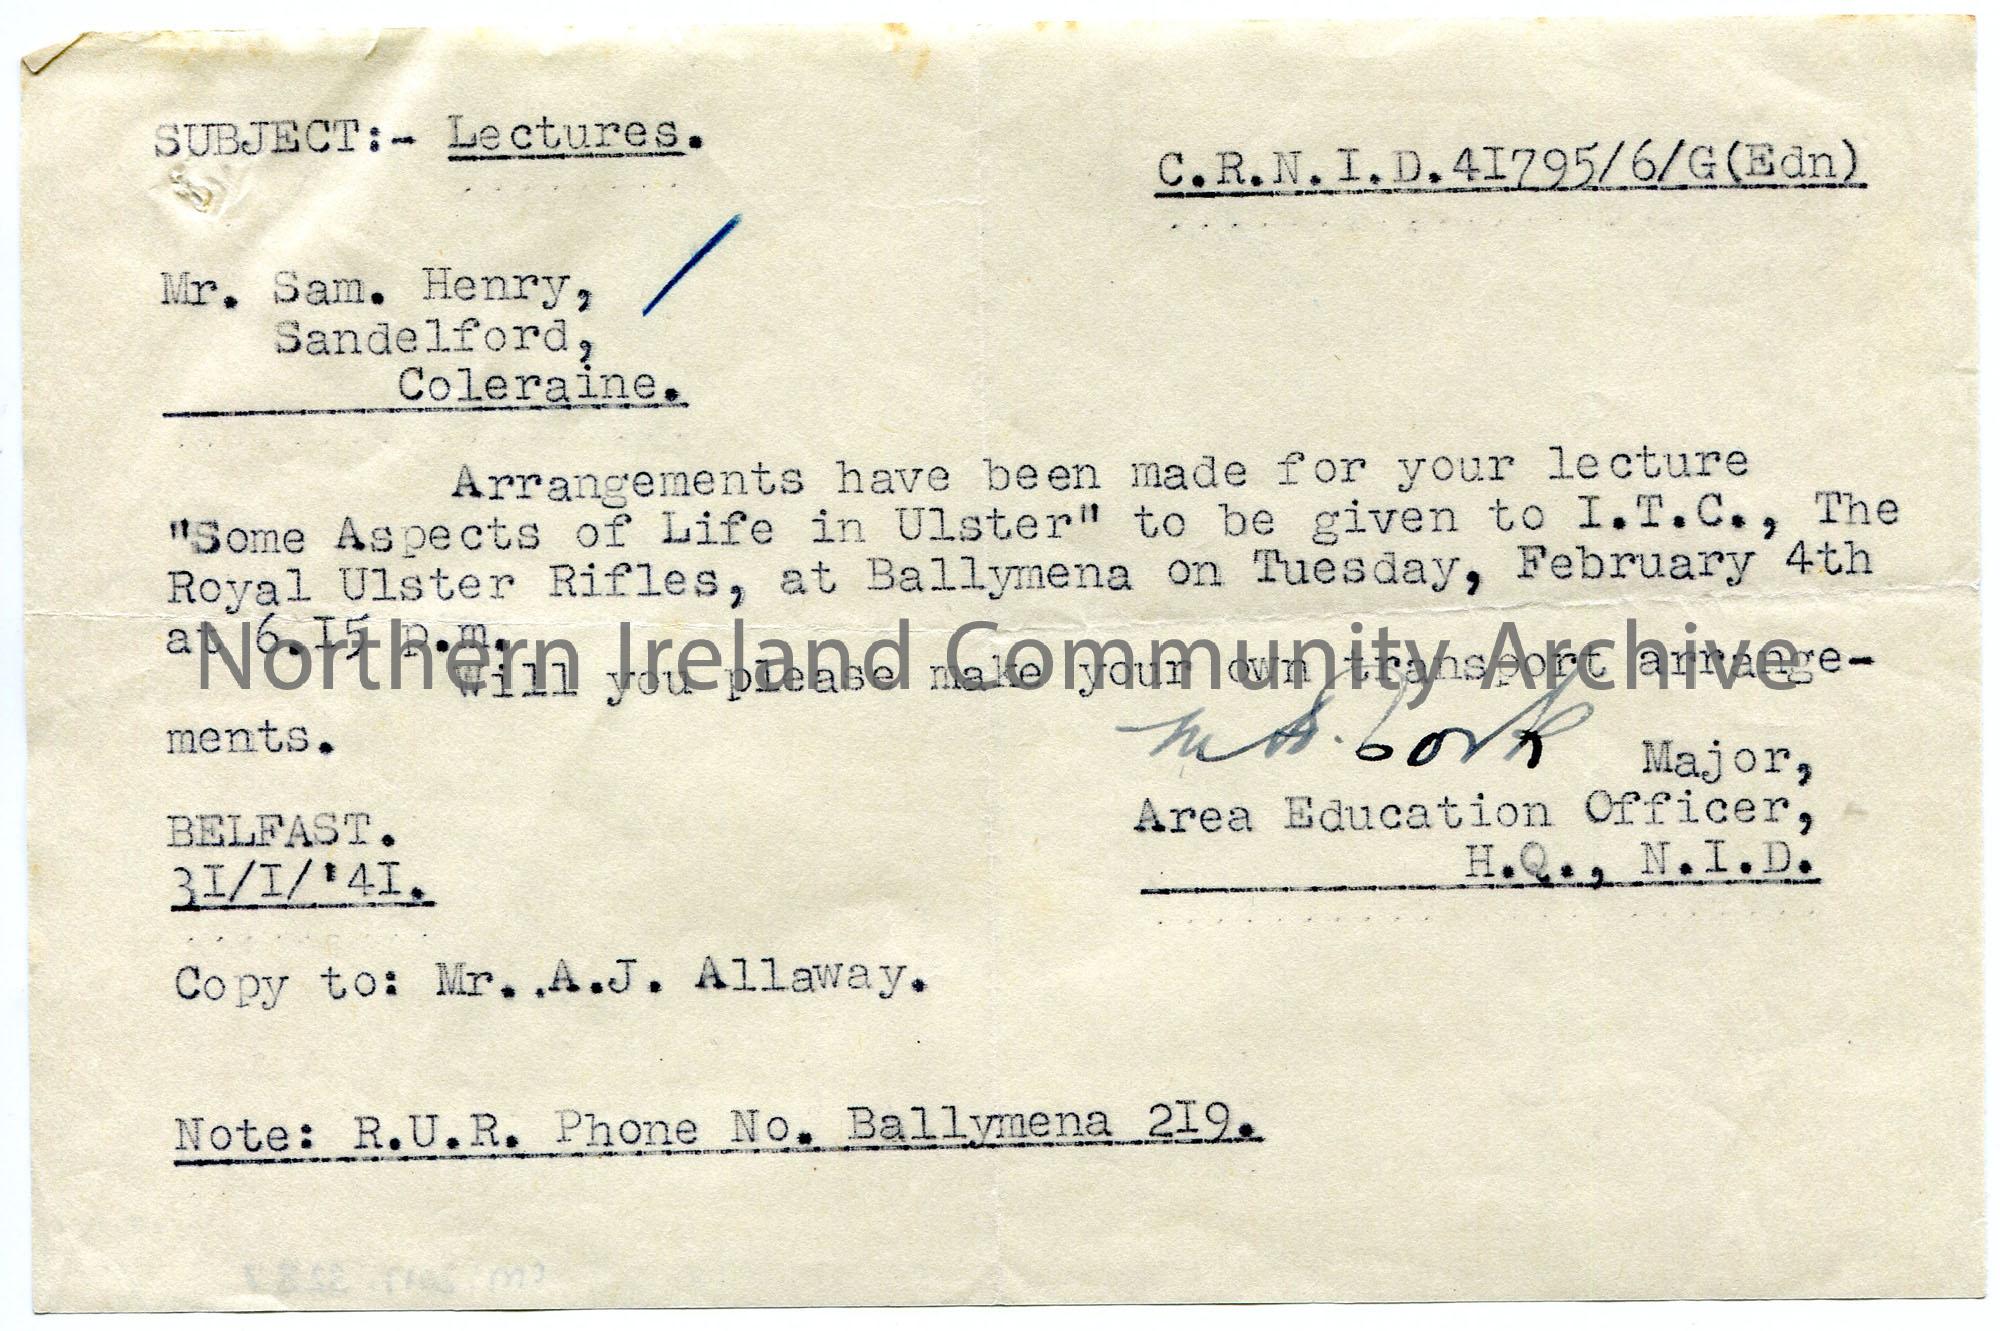 SUBJECT:- Lectures.
C.R.N.I.D.41795/6/G(Edn)
Mr. Sam. Henry,
Sandelford,
Coleraine.
Arrangements have been made for your lecture
"Some Aspects of Life in Ulster" to be given to I.T.C., The
Royal Ulster Rifles, at Ballymena on Tuesday, February 4th
at 6.15 p.m.
Northern Ireland Community Archive
Will you please make your own transport arrange-
ments.
Major,
Area Education Officer,
H.Q., N.I.D.
BELFAST.
31/1/'41.
Copy to: Mr. .A.J. Allaway.
Note: R.U.R. Phone No. Ballymena 219.